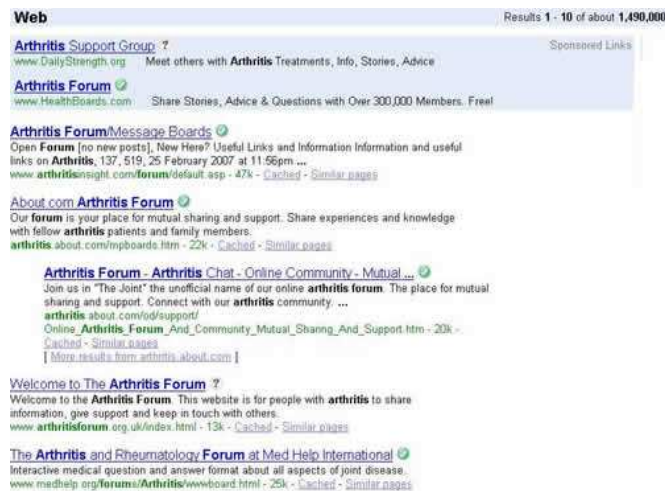 Web
Results 1 - 10 of about 1,490,000
Arthritis Support Group ?
Sponsored Links
www.DailyStrength.org Meet others with Arthritis Treatments, Info, Stories, Advice
Arthritis Forum
www.HealthBoards.com Share Stories, Advice & Questions with Over 300,000 Members. Free!
Arthritis Forum/Message Boards
Open Forum [no new posts], New Here? Useful Links and Information Information and useful
links on Arthritis, 137, 519, 25 February 2007 at 11:56pm ...
www.arthritisinsight.com/forum/default.asp - 47k - Cached - Similar pages
About.com Arthritis Forum
Our forum is your place for mutual sharing and support. Share experiences and knowledge
with fellow arthritis patients and family members.
arthritis.about.com/mpboards.htm - 22k - Cached - Similar pages
Arthritis Forum - Arthritis Chat - Online Community - Mutual ...
Join us in "The Joint" the unofficial name of our online arthritis forum. The place for mutual
sharing and support. Connect with our arthritis community. ...
arthritis.about.com/od/support/
Online_Arthritis_Forum_And_Community_Mutual_Sharing_And_Support.htm - 20k -
Cached - Similar pages
[ More results from arthritis.about.com ]
Welcome to The Arthritis Forum ?
Welcome to the Arthritis Forum. This website is for people with arthritis to share
information, give support and keep in touch with others.
www.arthritisforum.org.uk/index.html - 13k - Cached - Similar pages
The Arthritis and Rheumatology Forum at Med Help International
Interactive medical question and answer format about all aspects of joint disease.
www.medhelp.org/forums/Arthritis/wwwboard.html - 25k - Cached - Similar pages